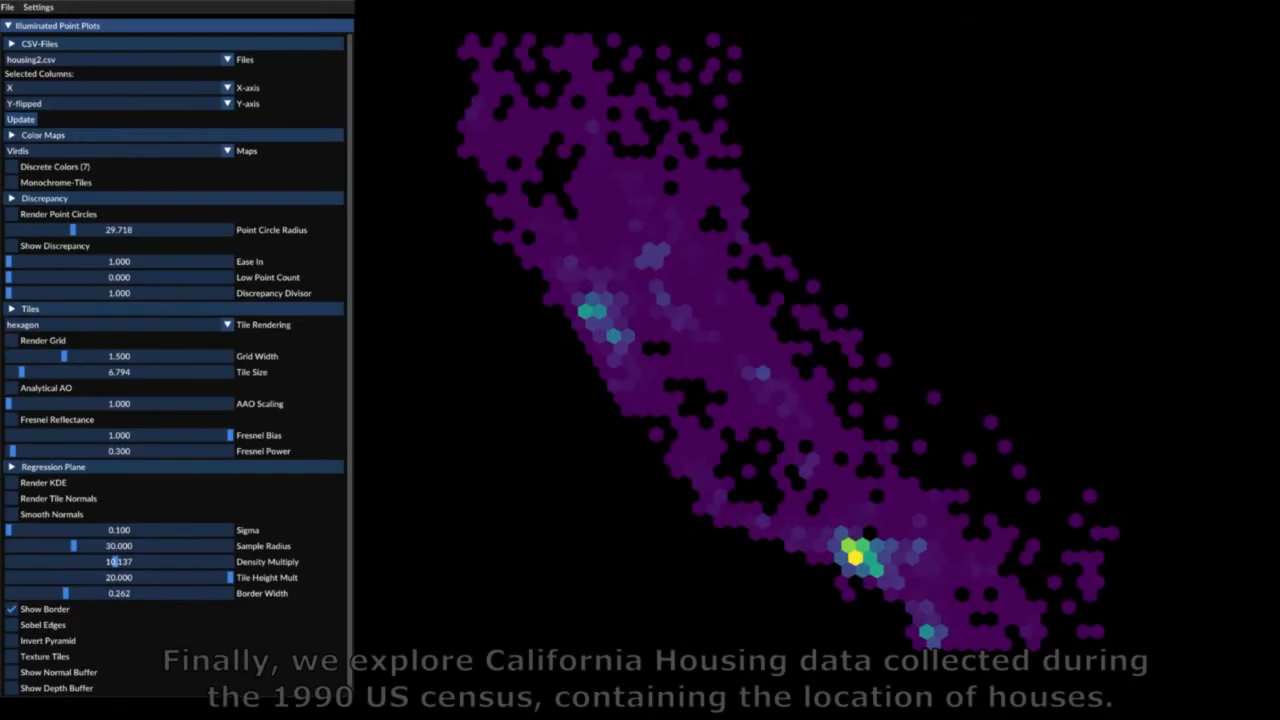 File Settings
Illuminated Point Plots
CSV-Files
housing2.csv Files
Selected Columns:
X X-axis
Y-flipped Y-axis
Update
Color Maps
Virdis Maps
Discrete Colors (7)
Monochrome-Tiles
Discrepancy
Render Point Circles
29.718 Point Circle Radius
Show Discrepancy
1.000 Ease In
0.000 Low Point Count
1.000 Discrepancy Divisor
Tiles
hexagon Tile Rendering
Render Grid
1.500 Grid Width
6.794 Tile Size
Analytical AO
1.000 AAO Scaling
Fresnel Reflectance
1.000 Fresnel Bias
0.300 Fresnel Power
Regression Plane
Render KDE
Render Tile Normals
Smooth Normals
0.100 Sigma
30.000 Sample Radius
10.137 Density Multiply
20.000 Tile Height Mult
0.262 Border Width
Show Border
Sobel Edges
Invert Pyramid
Texture Tiles
Show Normal Buffer
Show Depth Buffer
Finally, we explore California Housing data collected during
the 1990 US census, containing the location of houses.